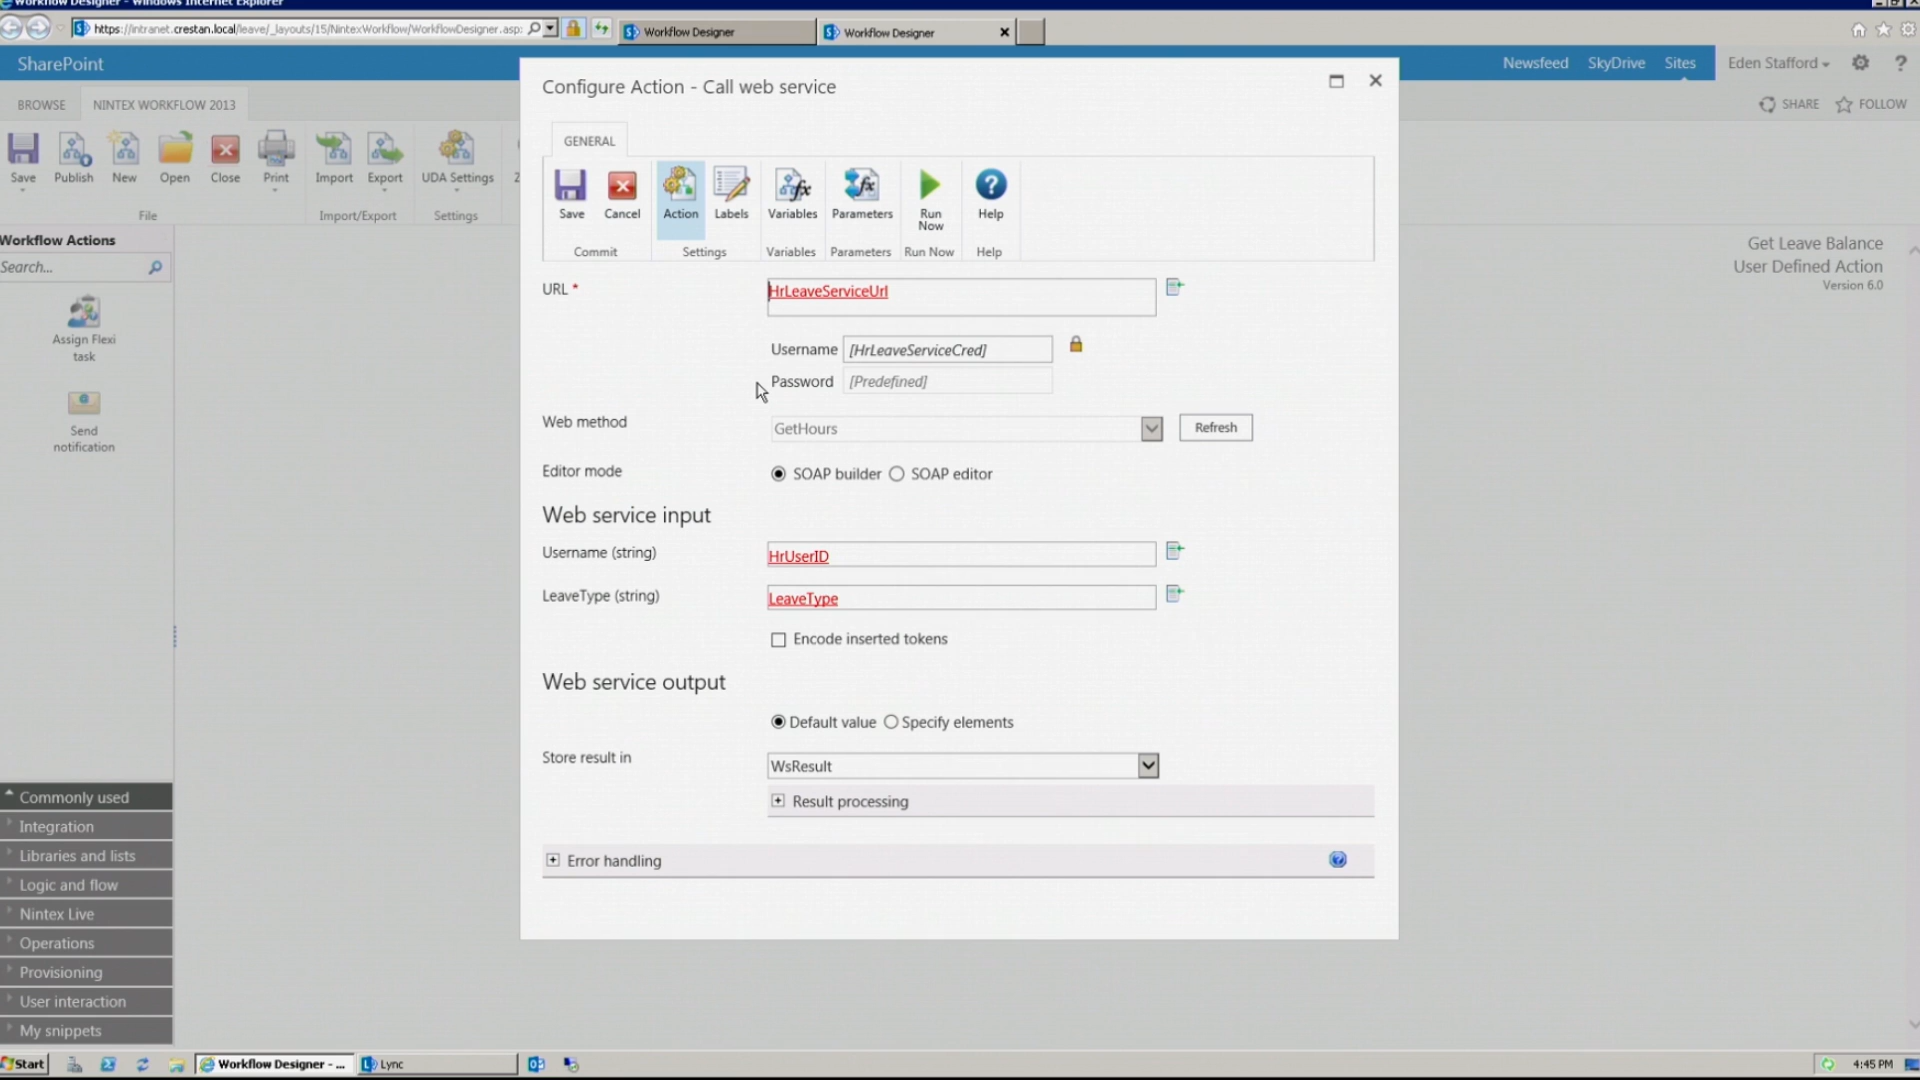 Workflow Designer - Windows Internet Explorer
https://intranet.crestan.local/leave/_layouts/15/NintexWorkflow/WorkflowDesigner.asp:
Workflow Designer
Workflow Designer
SharePoint
Newsfeed
SkyDrive
Sites
Eden Stafford
?
BROWSE
NINTEX WORKFLOW 2013
SHARE
FOLLOW
Save
Publish
New
Open
Close
Print
Import
Export
UDA Settings
File
Import/Export
Settings
Workflow Actions
Search...
Assign Flexi
task
Send
notification
Commonly used
Integration
Libraries and lists
Logic and flow
Nintex Live
Operations
Provisioning
User interaction
My snippets
Configure Action - Call web service
GENERAL
Save
Cancel
Action
Labels
Variables
Parameters
Run
Now
Help
Commit
Settings
Variables
Parameters
Run Now
Help
URL *
HrLeaveServiceUrl
Username
[HrLeaveServiceCred]
Password
[Predefined]
Web method
GetHours
Refresh
Editor mode
SOAP builder
SOAP editor
Web service input
Username (string)
HrUserID
LeaveType (string)
LeaveType
Encode inserted tokens
Web service output
Default value
Specify elements
Store result in
WsResult
Result processing
Error handling
Get Leave Balance
User Defined Action
Version 6.0
Start
Workflow Designer - ...
Lync
4:45 PM